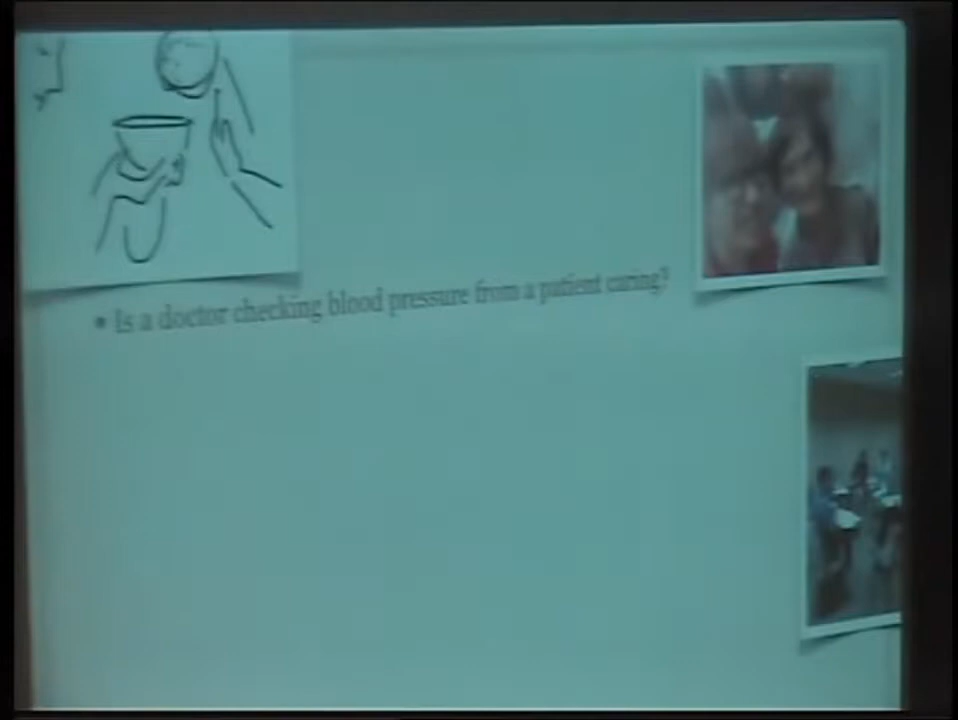 • Is a doctor checking blood pressure from a patient caring?